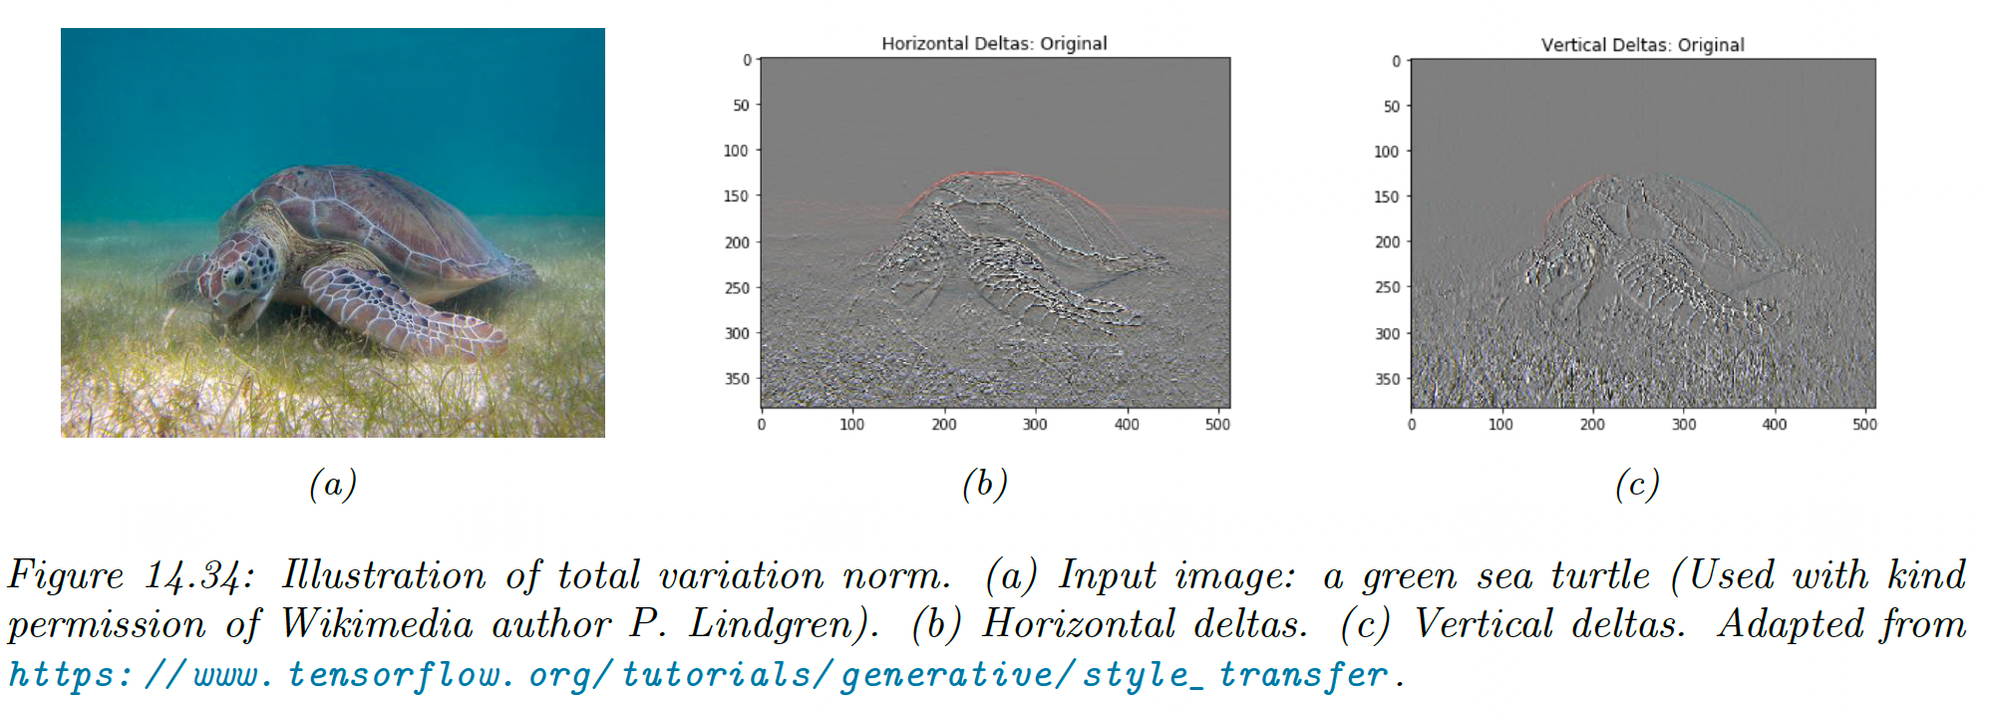 Horizontal Deltas: Original
0
50
100
150
200
250
300
350
0 100 200 300 400 500
Vertical Deltas: Original
0
50
100
150
200
250
300
350
0 100 200 300 400 500
(a) (b) (c)
Figure 14.34: Illustration of total variation norm. (a) Input image: a green sea turtle (Used with kind
permission of Wikimedia author P. Lindgren). (b) Horizontal deltas. (c) Vertical deltas. Adapted from
https://www.tensorflow.org/tutorials/generative/style_transfer.